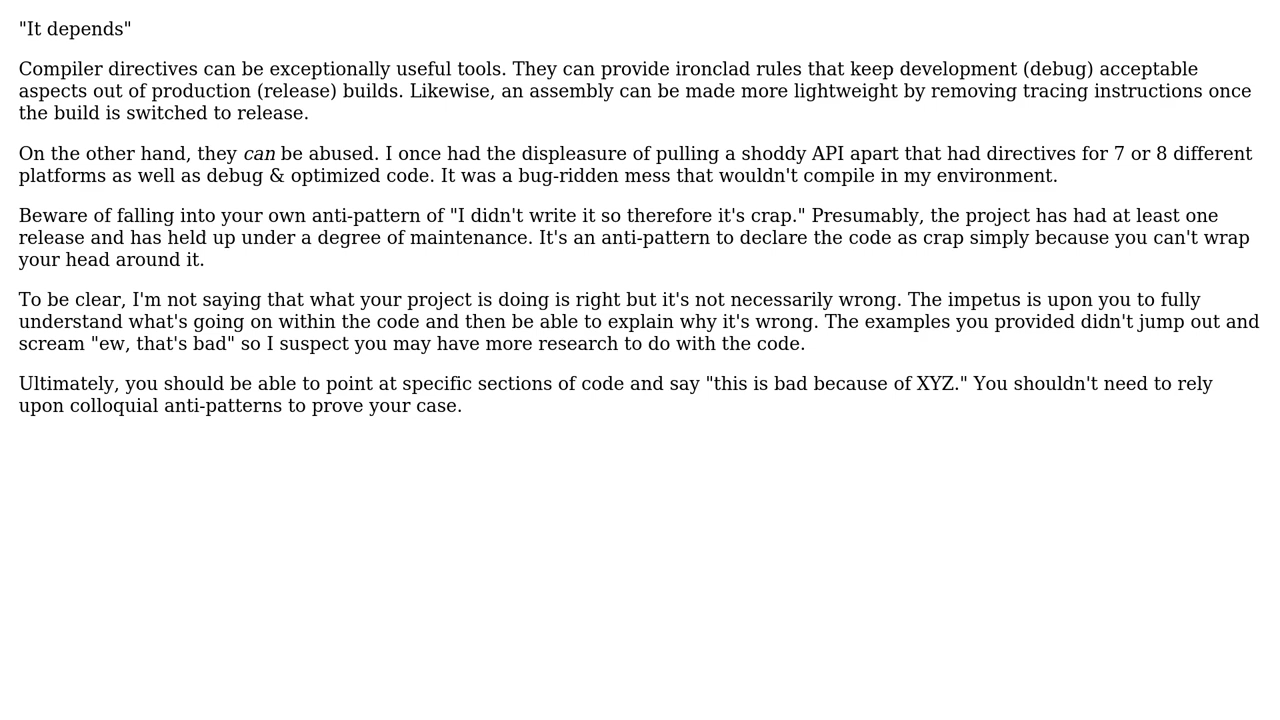 "It depends"
Compiler directives can be exceptionally useful tools. They can provide ironclad rules that keep development (debug) acceptable
aspects out of production (release) builds. Likewise, an assembly can be made more lightweight by removing tracing instructions once
the build is switched to release.
On the other hand, they can be abused. I once had the displeasure of pulling a shoddy API apart that had directives for 7 or 8 different
platforms as well as debug & optimized code. It was a bug-ridden mess that wouldn't compile in my environment.
Beware of falling into your own anti-pattern of "I didn't write it so therefore it's crap." Presumably, the project has had at least one
release and has held up under a degree of maintenance. It's an anti-pattern to declare the code as crap simply because you can't wrap
your head around it.
To be clear, I'm not saying that what your project is doing is right but it's not necessarily wrong. The impetus is upon you to fully
understand what's going on within the code and then be able to explain why it's wrong. The examples you provided didn't jump out and
scream "ew, that's bad" so I suspect you may have more research to do with the code.
Ultimately, you should be able to point at specific sections of code and say "this is bad because of XYZ." You shouldn't need to rely
upon colloquial anti-patterns to prove your case.